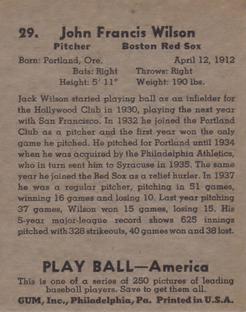 29. John Francis Wilson
Pitcher Boston Red Sox
Born: Portland, Ore. April 12, 1912
Bats: Right Throws: Right
Height: 5' 11" Weight: 190 lbs.
Jack Wilson started playing ball as an infielder for
the Hollywood Club in 1930, playing the next year
with San Francisco. In 1932 he joined the Portland
Club as a pitcher and the first year won the only
game he pitched. He pitched for Portland until 1934
when he was acquired by the Philadelphia Athletics,
who in turn sent him to Syracuse in 1935. The same
year he joined the Red Sox as a relief hurler. In 1937
he was a regular pitcher, pitching in 51 games,
winning 16 games and losing 10. Last year pitching
37 games, Wilson won 15 games, losing 15. His
5-year major-league record shows 625 innings
pitched with 328 strikeouts, 40 games won and 38 lost.
PLAY BALL—America
This is one of a series of 250 pictures of leading
baseball players. Save to get them all.
GUM, Inc., Philadelphia, Pa. Printed in U.S.A.